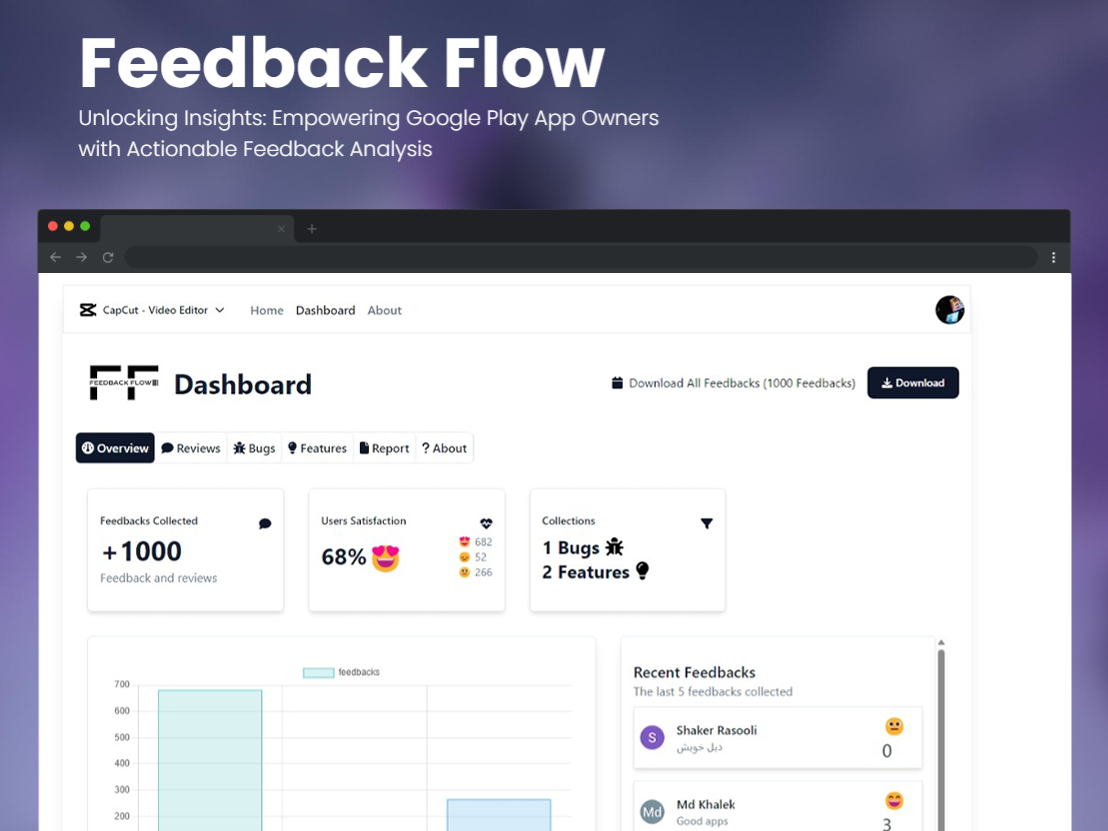 Feedback Flow
Unlocking Insights: Empowering Google Play App Owners
with Actionable Feedback Analysis
CapCut - Video Editor
Home Dashboard About
FEEDBACK FLOW
Dashboard
Download All Feedbacks (1000 Feedbacks)
Download
Overview Reviews Bugs Features Report ? About
Feedbacks Collected
+1000
Feedback and reviews
Users Satisfaction
68%
682
52
266
Collections
1 Bugs
2 Features
feedbacks
700
600
500
400
300
200
Recent Feedbacks
The last 5 feedbacks collected
S
Shaker Rasooli
دیل خویش
0
Md
Md Khalek
Good apps
3